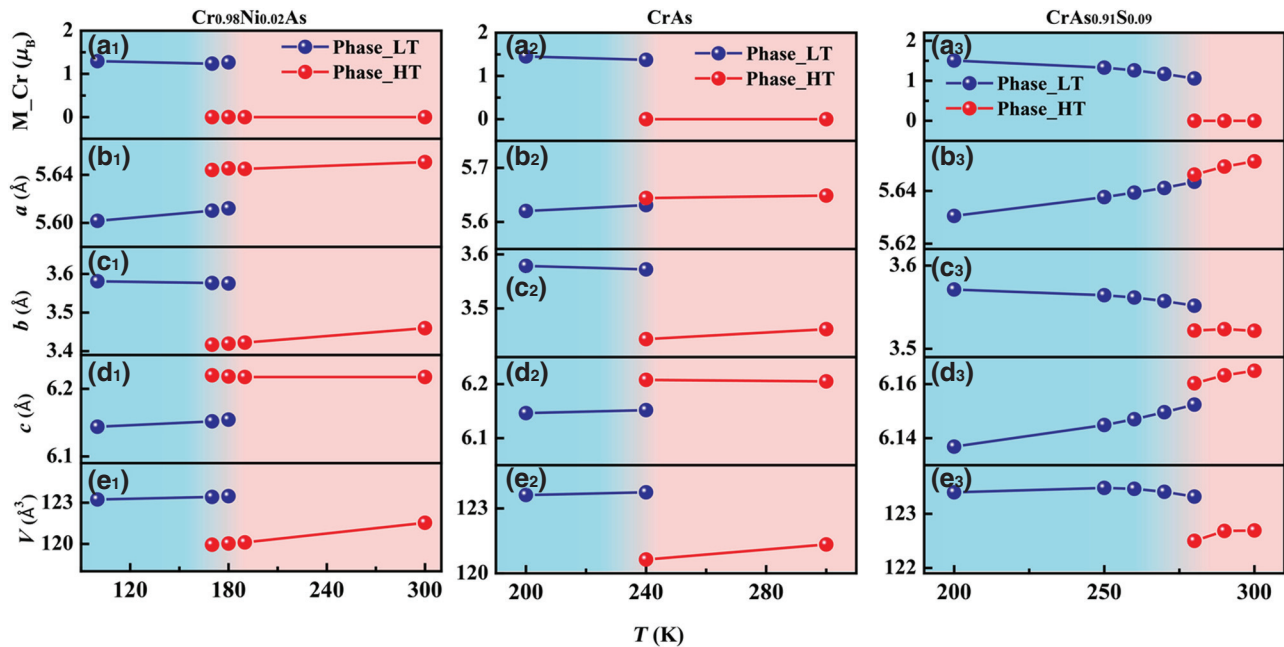 Cr0.98Ni0.02As
CrAs
CrAs0.91S0.09
M_Cr (μB)
2
1
0
(a1)
Phase_LT
Phase_HT
2
1
0
(a2)
Phase_LT
Phase_HT
2
1
0
(a3)
Phase_LT
Phase_HT
a (Å)
5.64
5.60
(b1)
5.7
5.6
(b2)
5.64
5.62
(b3)
b (Å)
3.6
3.5
3.4
(c1)
3.6
3.5
(c2)
3.6
3.5
(c3)
c (Å)
6.2
6.1
(d1)
6.2
6.1
(d2)
6.16
6.14
(d3)
V (Å3)
123
120
(e1)
123
120
(e2)
123
122
(e3)
120 180 240 300
200 240 280
200 220 240 260 280 300
T (K)